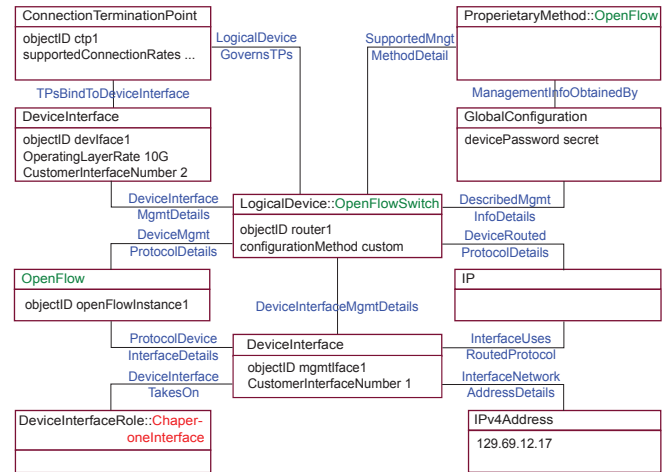 ConnectionTerminationPoint
objectID ctp1
supportedConnectionRates ...
LogicalDevice
GovernsTPs
SupportedMngt
MethodDetail
ProperietaryMethod::OpenFlow
TPsBindToDeviceInterface
ManagementInfoObtainedBy
DeviceInterface
objectID devIface1
OperatingLayerRate 10G
CustomerInterfaceNumber 2
GlobalConfiguration
devicePassword secret
DeviceInterface
MgmtDetails
LogicalDevice::OpenFlowSwitch
objectID router1
configurationMethod custom
DescribedMgmt
InfoDetails
DeviceMgmt
ProtocolDetails
DeviceRouted
ProtocolDetails
OpenFlow
objectID openFlowInstance1
DeviceInterfaceMgmtDetails
IP
ProtocolDevice
InterfaceDetails
DeviceInterface
objectID mgmtIface1
CustomerInterfaceNumber 1
InterfaceUses
RoutedProtocol
DeviceInterface
TakesOn
InterfaceNetwork
AddressDetails
DeviceInterfaceRole::Chaper-
oneInterface
IPv4Address
129.69.12.17